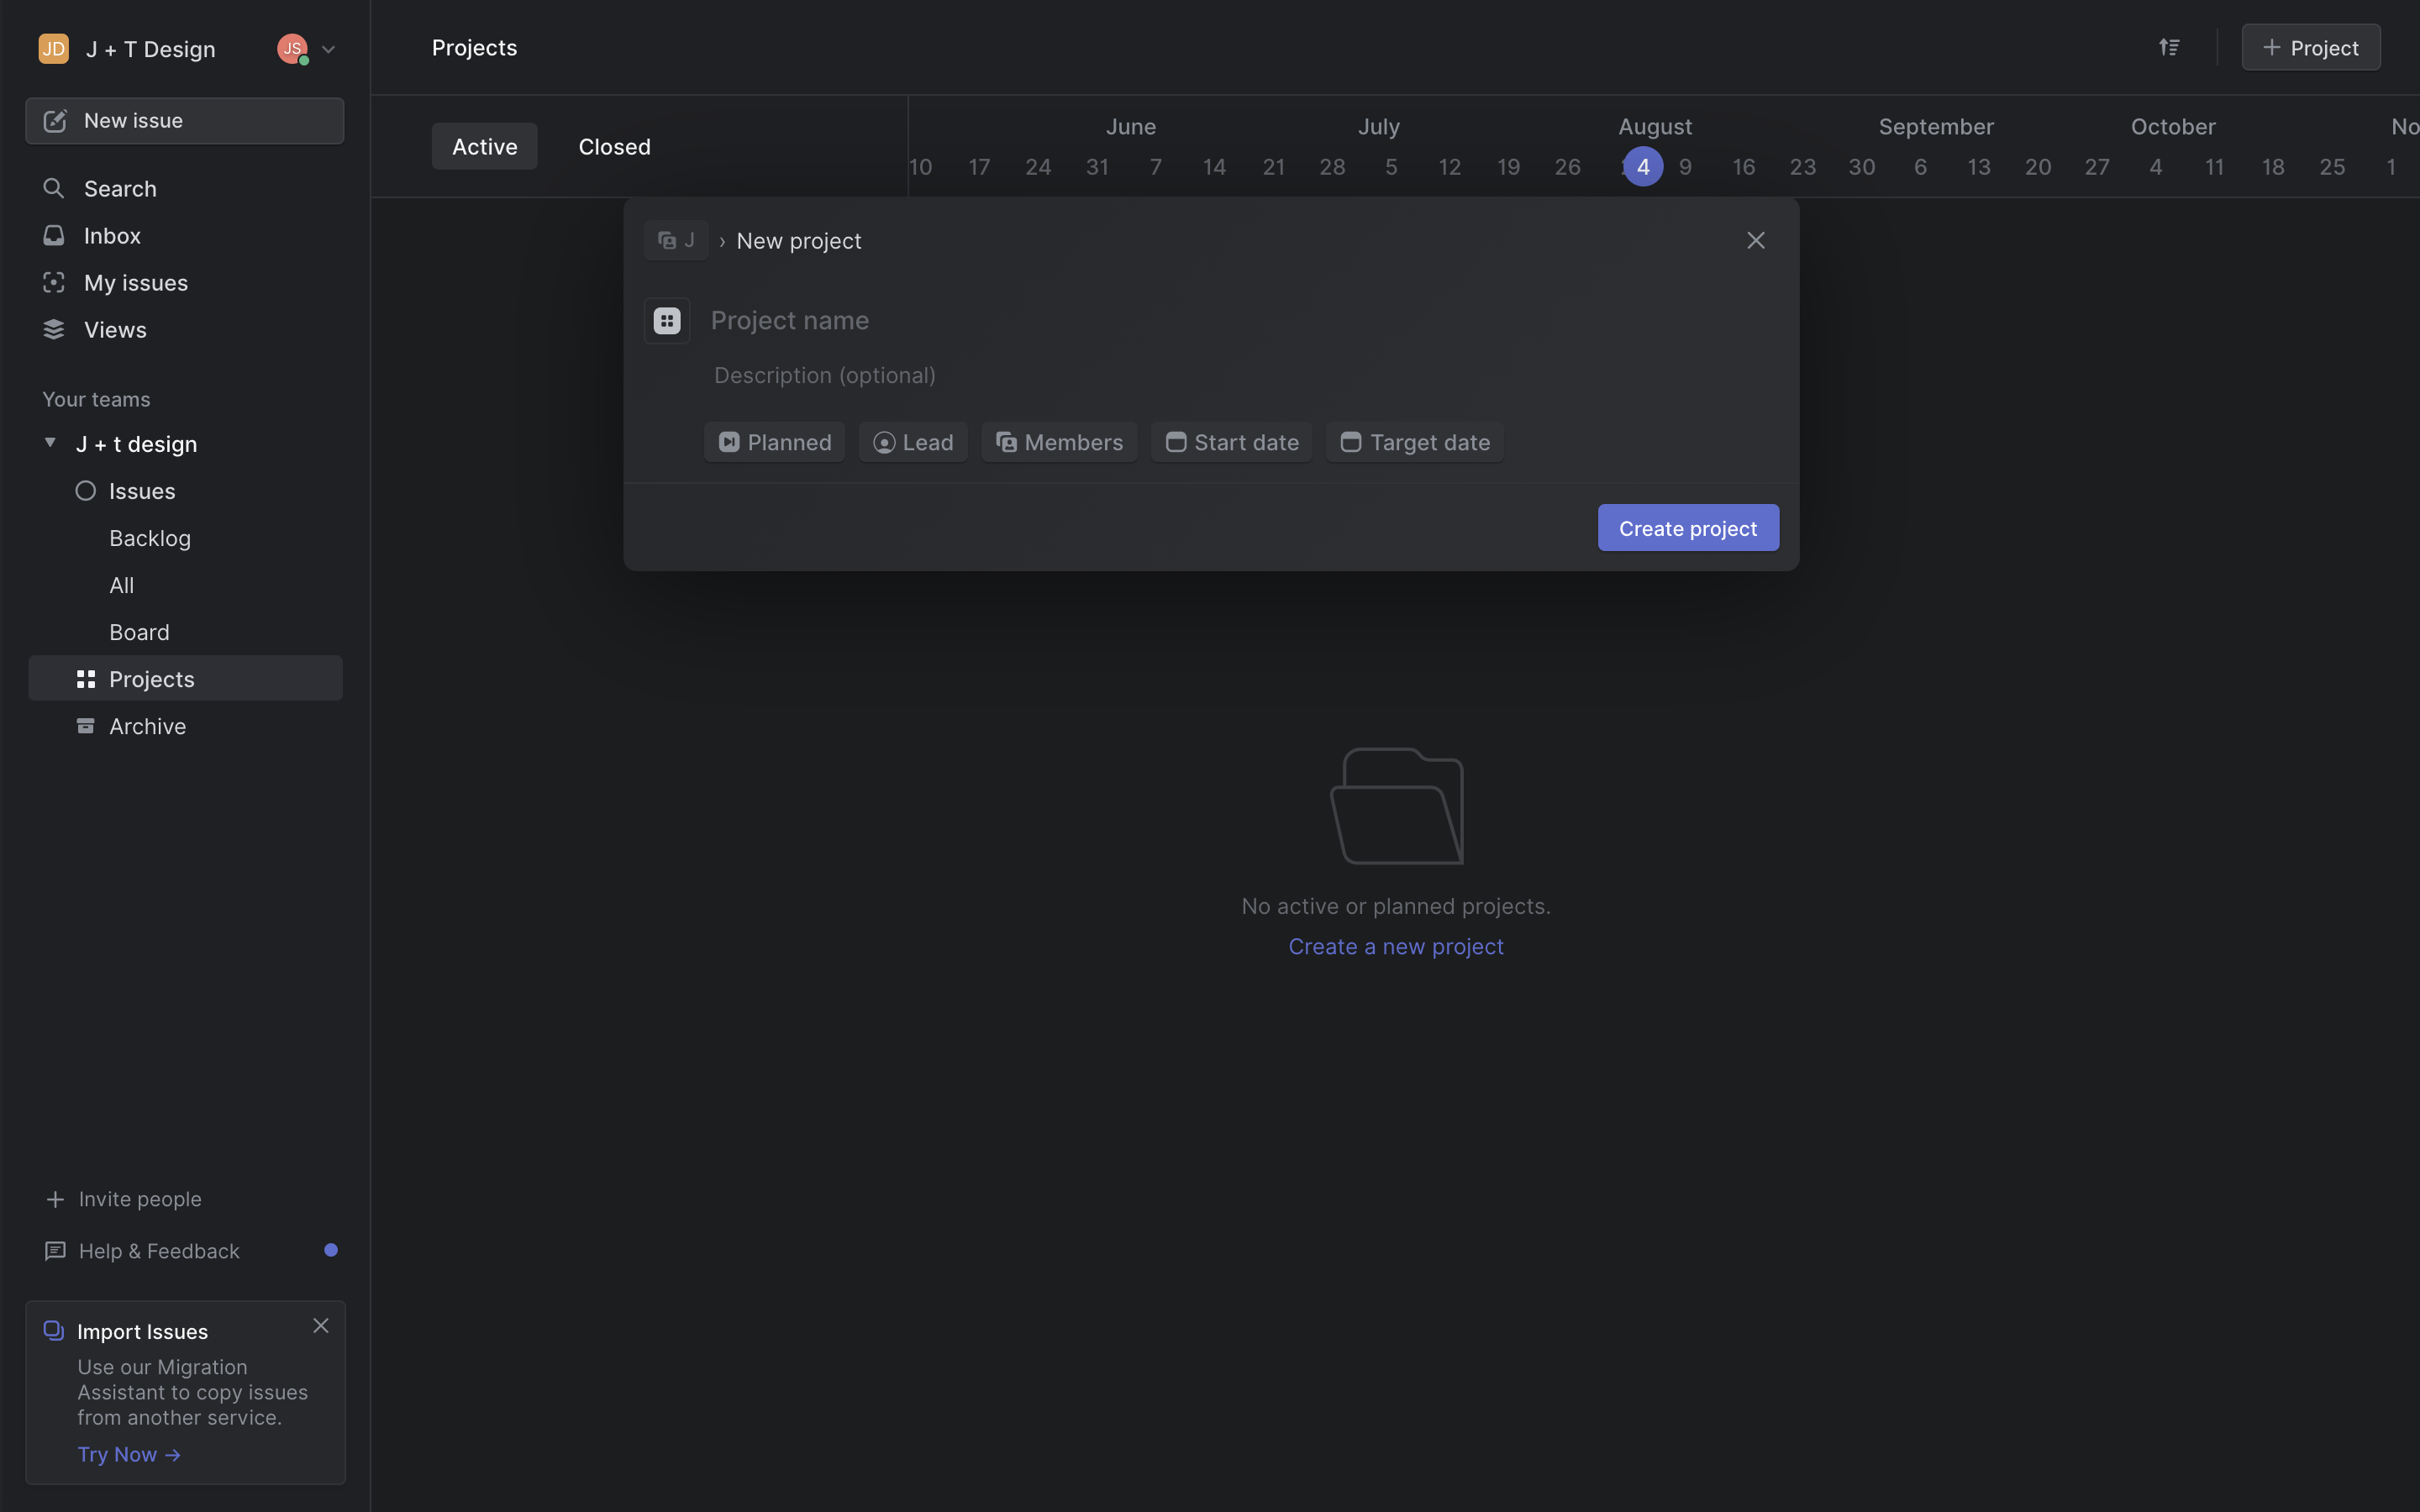 JD J + T Design JS
New issue
Search
Inbox
My issues
Views
Your teams
J + t design
Issues
Backlog
All
Board
Projects
Archive
Invite people
Help & Feedback
Import Issues
Use our Migration
Assistant to copy issues
from another service.
Try Now →
Projects
+ Project
Active Closed
June July August September October No
10 17 24 31 7 14 21 28 5 12 19 26 4 9 16 23 30 6 13 20 27 4 11 18 25 1
J › New project
Project name
Description (optional)
Planned Lead Members Start date Target date
Create project
No active or planned projects.
Create a new project